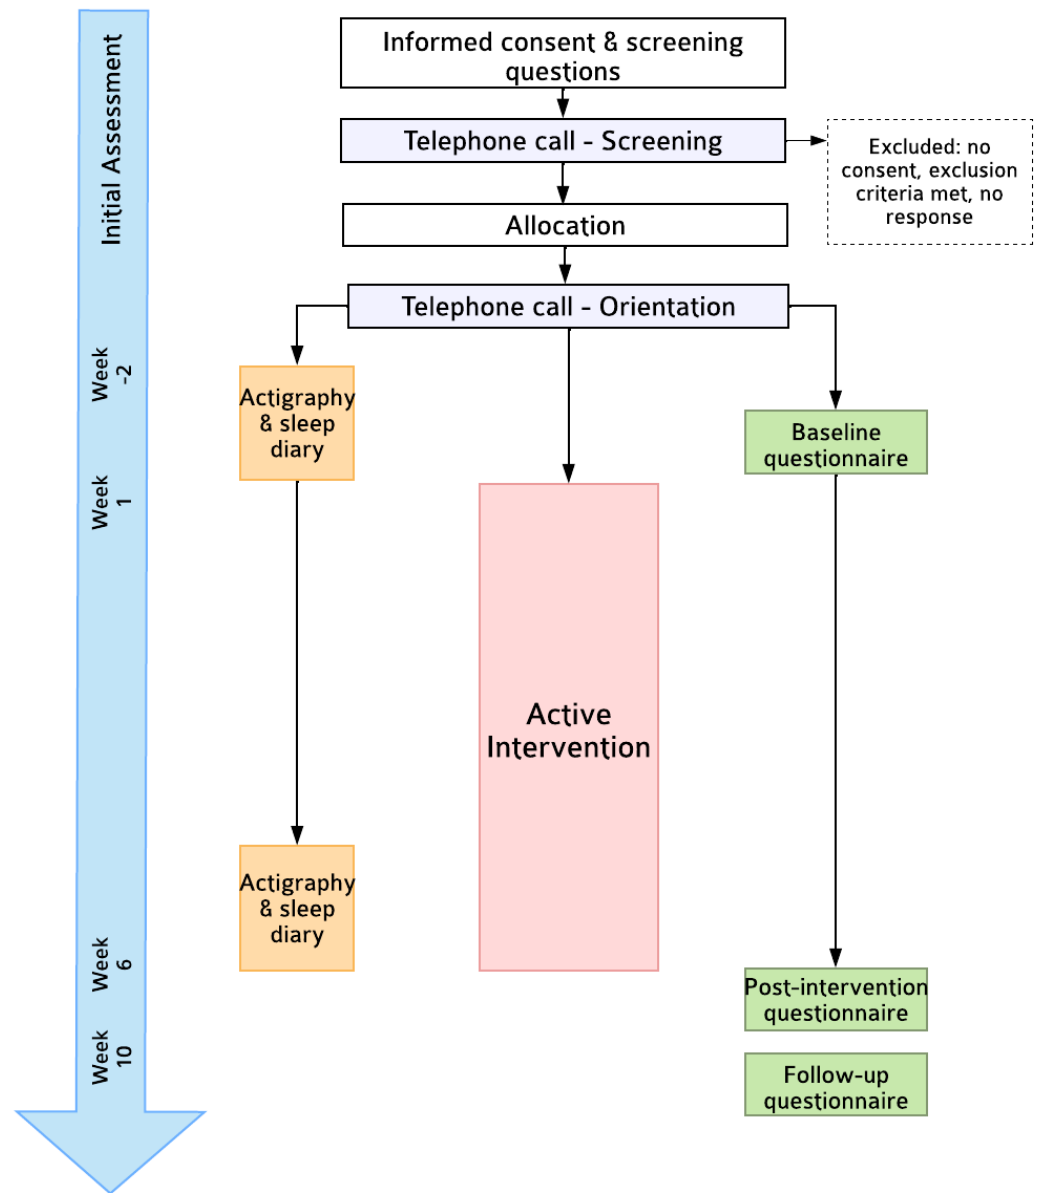 Initial Assessment
Week
-2
Week
1
Week
6
Week
10
Informed consent & screening
questions
Telephone call - Screening
Excluded: no
consent, exclusion
criteria met, no
response
Allocation
Telephone call - Orientation
Actigraphy
& sleep
diary
Baseline
questionnaire
Active
Intervention
Actigraphy
& sleep
diary
Post-intervention
questionnaire
Follow-up
questionnaire